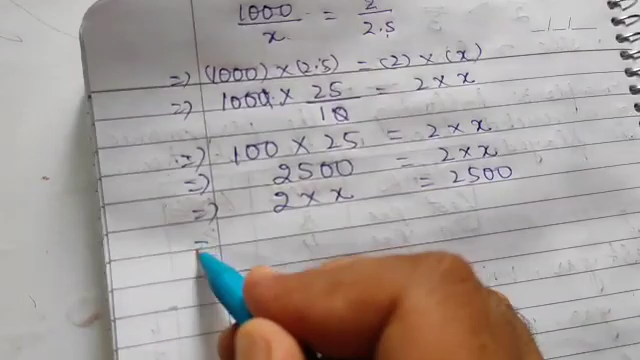 1000/x = 2/2.5
=> (1000) × (2.5) = (2) × (x)
=> 1000 × 25/10 = 2 × x
=> 100 × 25 = 2 × x
=> 2500 = 2 × x
=> 2 × x = 2500
=